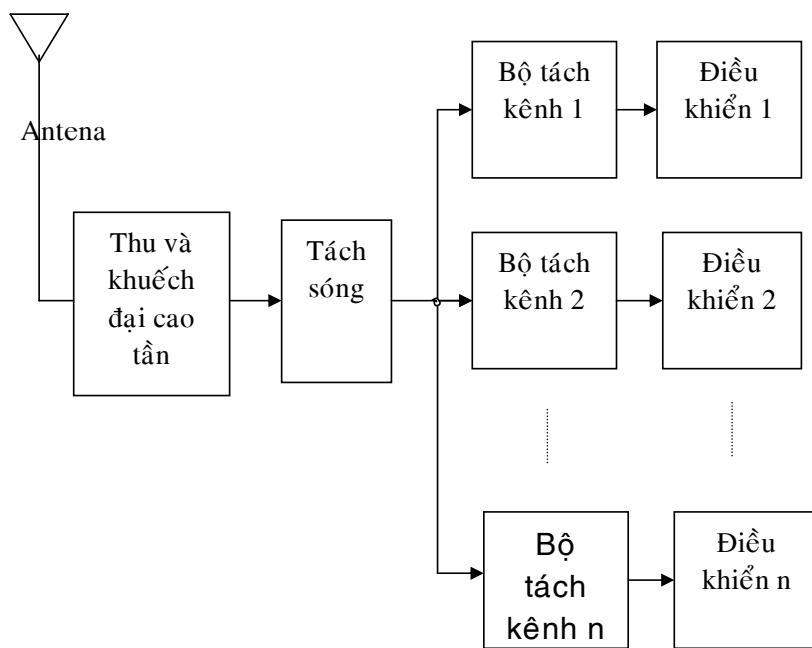 Antena
Thu và
khuếch
đại cao
tần
Tách
sóng
Bộ tách
kênh 1
Điều
khiển 1
Bộ tách
kênh 2
Điều
khiển 2
Bộ
tách
kênh n
Điều
khiển n